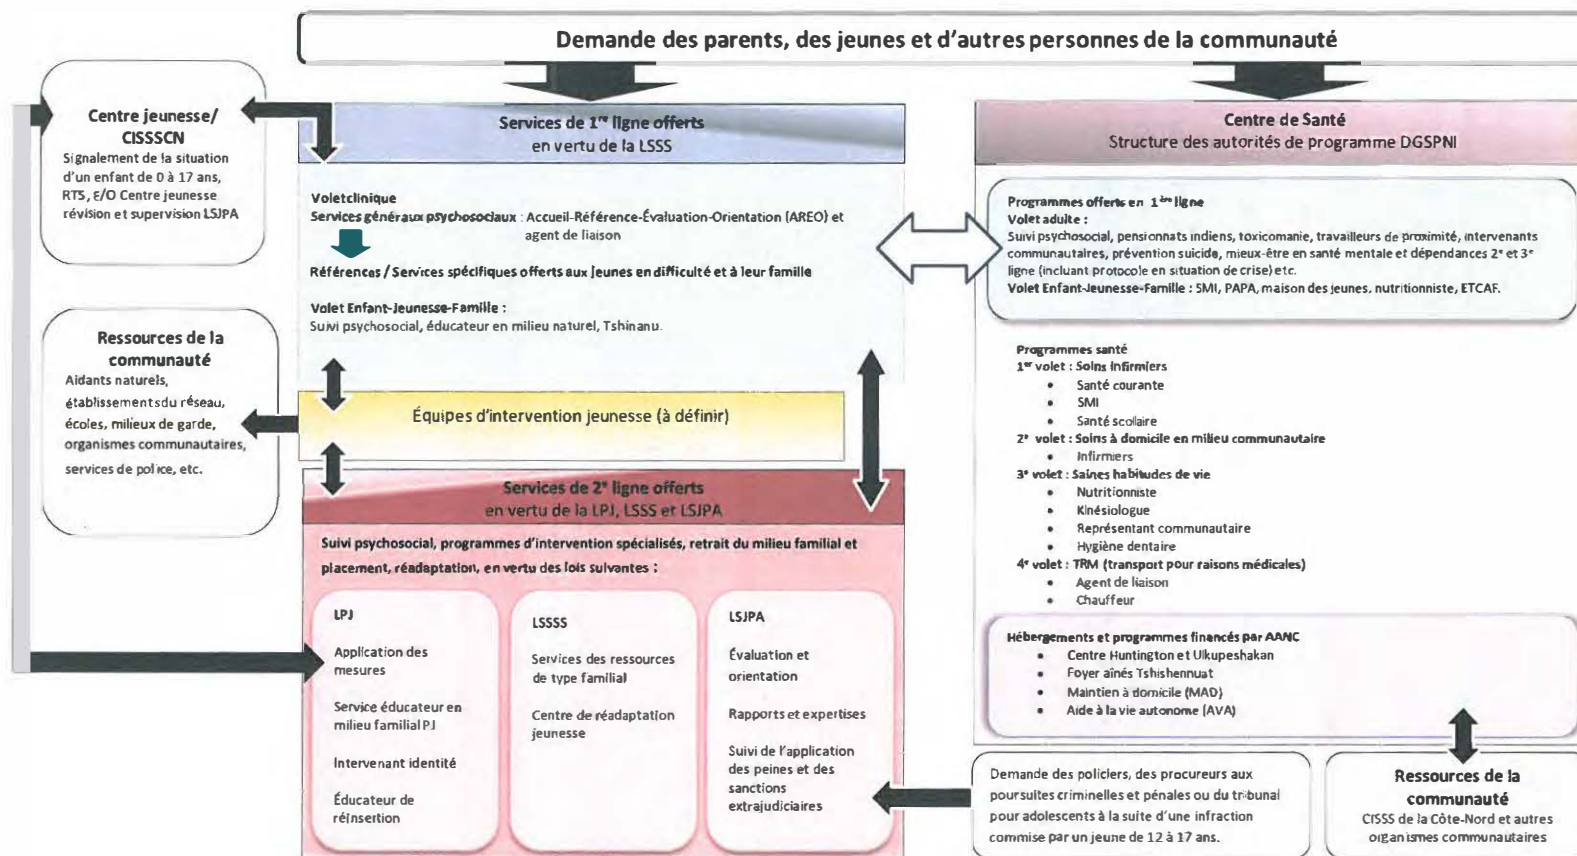 Demande des parents, des jeunes et d'autres personnes de la communauté
Centre jeunesse/
CISSSCN
Signalement de la situation
d'un enfant de 0 à 17 ans,
RTS, E/O Centre jeunesse
révision et supervision LSJPA
Ressources de la
communauté
Aidants naturels,
établissements du réseau,
écoles, milieux de garde,
organismes communautaires,
services de police, etc.
Services de 1re ligne offerts
en vertu de la LSSS
Volet clinique
Services généraux psychosociaux : Accueil-Référence-Évaluation-Orientation (AREO) et
agent de liaison
Références / Services spécifiques offerts aux jeunes en difficulté et à leur famille
Volet Enfant-Jeunesse-Famille :
Suivi psychosocial, éducateur en milieu naturel, Tshinanu.
Équipes d'intervention jeunesse (à définir)
Services de 2e ligne offerts
en vertu de la LPJ, LSSS et LSJPA
Suivi psychosocial, programmes d'intervention spécialisés, retrait du milieu familial et
placement, réadaptation, en vertu des lois suivantes :
LPJ
Application des
mesures
Service éducateur en
milieu familial PJ
Intervenant identité
Éducateur de
réinsertion
LSSSS
Services des ressources
de type familial
Centre de réadaptation
jeunesse
LSJPA
Évaluation et
orientation
Rapports et expertises
Suivi de l'application
des peines et des
sanctions
extrajudiciaires
Centre de Santé
Structure des autorités de programme DGSPNI
Programmes offerts en 1ère ligne
Volet adulte :
Suivi psychosocial, pensionnats indiens, toxicomanie, travailleurs de proximité, intervenants
communautaires, prévention suicide, mieux-être en santé mentale et dépendances 2e et 3e
ligne (incluant protocole en situation de crise) etc.
Volet Enfant-Jeunesse-Famille : SMI, PAPA, maison des jeunes, nutritionniste, ETCAF.
Programmes santé
1er volet : Soins infirmiers
• Santé courante
• SMI
• Santé scolaire
2e volet : Soins à domicile en milieu communautaire
• Infirmiers
3e volet : Saines habitudes de vie
• Nutritionniste
• Kinésiologue
• Représentant communautaire
• Hygiène dentaire
4e volet : TRM (transport pour raisons médicales)
• Agent de liaison
• Chauffeur
Hébergements et programmes financés par AANC
• Centre Huntington et Uikupeshakan
• Foyer aînés Tshishennuat
• Maintien à domicile (MAD)
• Aide à la vie autonome (AVA)
Demande des policiers, des procureurs aux
poursuites criminelles et pénales ou du tribunal
pour adolescents à la suite d'une infraction
commise par un jeune de 12 à 17 ans.
Ressources de la
communauté
CISSS de la Côte-Nord et autres
organismes communautaires